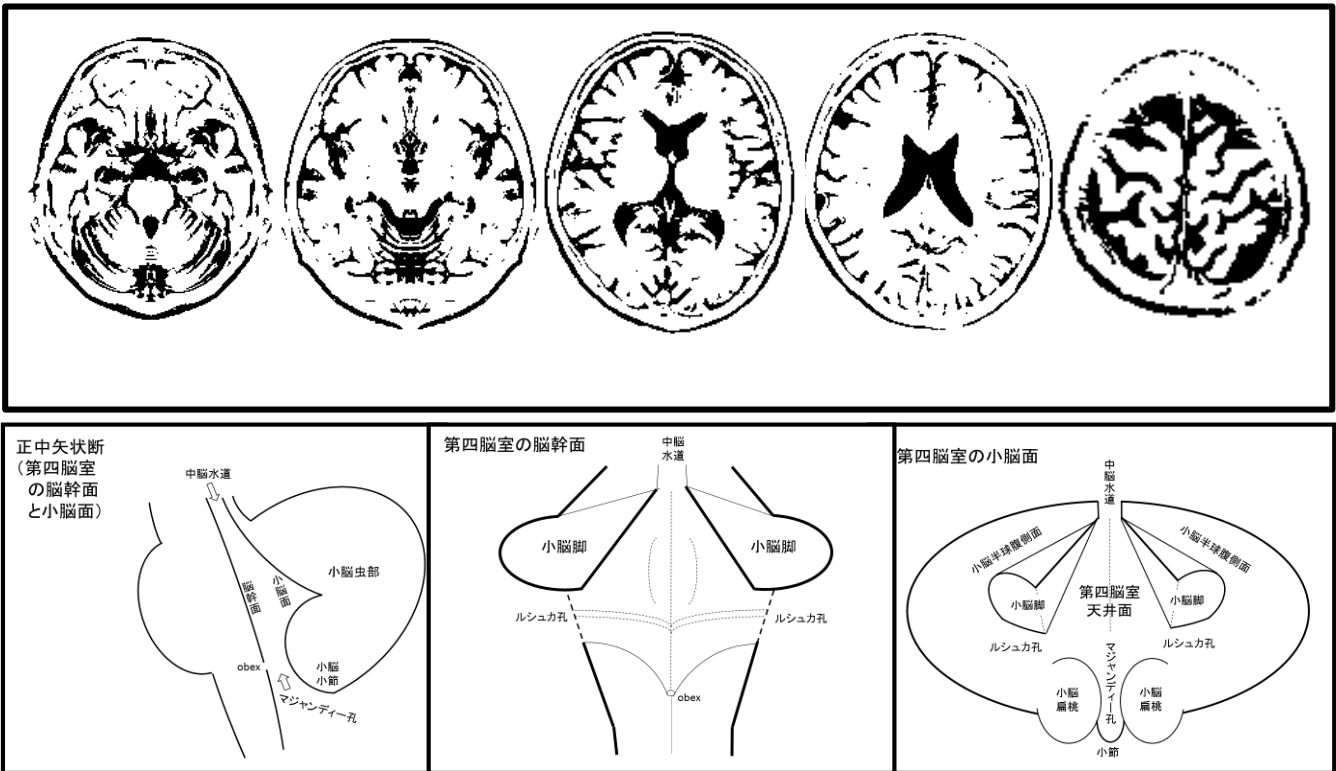 正中矢状断
（第四脳室
の脳幹面
と小脳面）
中脳水道
脳幹面
小脳面
小脳虫部
obex
小脳
小節
マジャンディー孔
第四脳室の脳幹面
中脳
水道
小脳脚
小脳脚
ルシュカ孔
ルシュカ孔
obex
第四脳室の小脳面
中脳水道
小脳半球腹側面
小脳半球腹側面
小脳脚
第四脳室
天井面
小脳脚
ルシュカ孔
ルシュカ孔
マジャンディー孔
小脳
扁桃
小脳
扁桃
小節